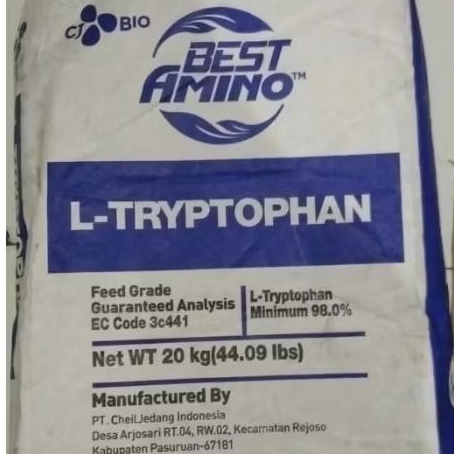 CJ BIO
BEST
AMINO™
L-TRYPTOPHAN
Feed Grade
Guaranteed Analysis
EC Code 3c441
L-Tryptophan
Minimum 98.0%
Net WT 20 kg(44.09 lbs)
Manufactured By
PT. CheilJedang Indonesia
Desa Arjosari RT.04, RW.02, Kecamatan Rejoso
Kabupaten Pasuruan-67181